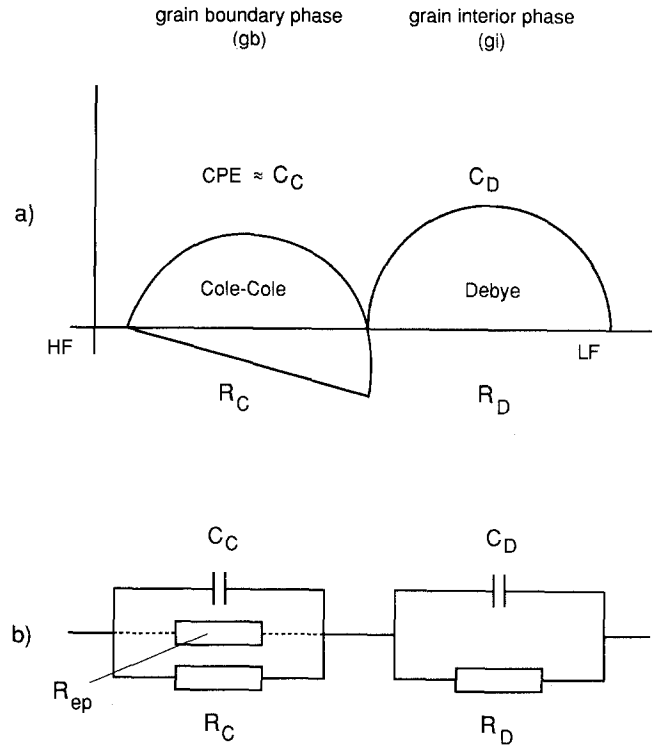 grain boundary phase
(gb)
grain interior phase
(gi)
a)
CPE ≈ C_C
C_D
Cole-Cole
Debye
HF
LF
R_C
R_D
b)
C_C
C_D
R_ep
R_C
R_D